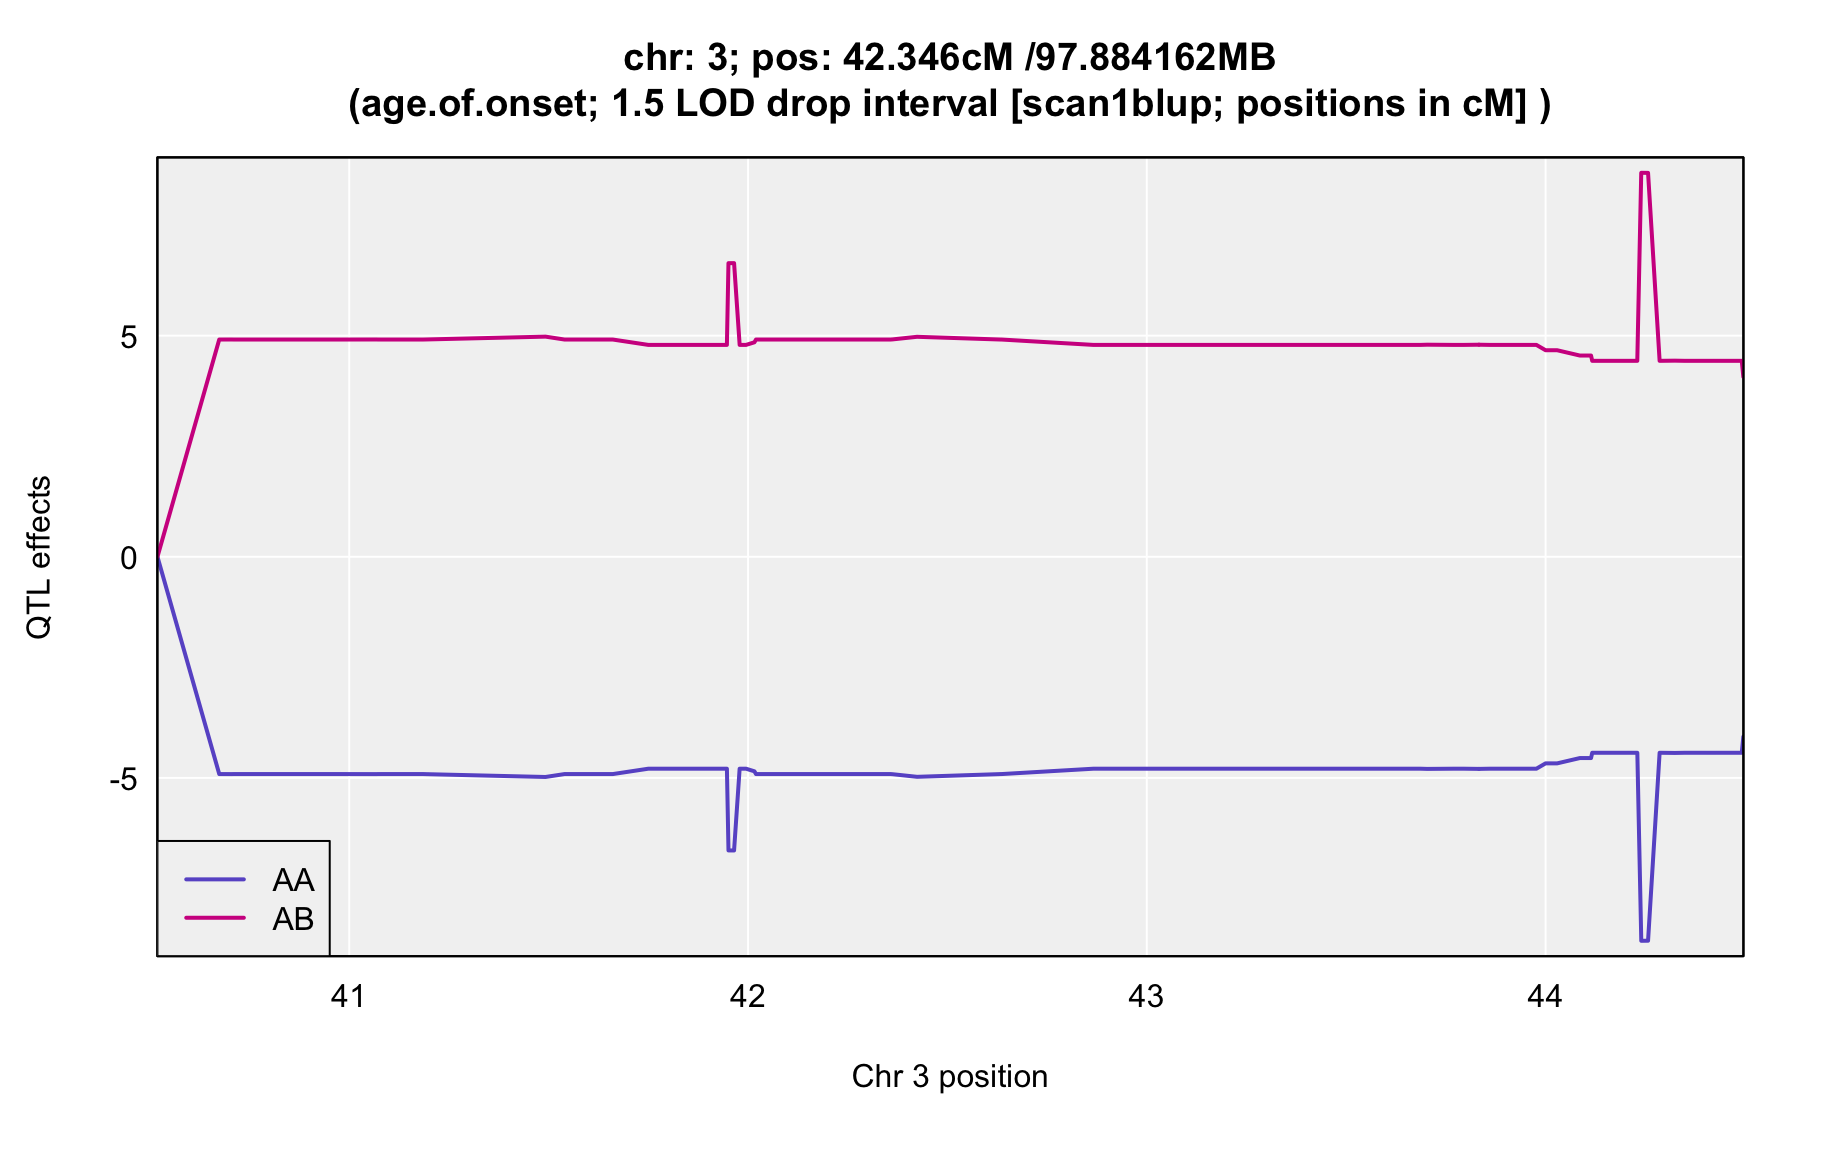 chr: 3; pos: 42.346cM /97.884162MB
(age.of.onset; 1.5 LOD drop interval [scan1blup; positions in cM] )
QTL effects
5
0
-5
AA
AB
41 42 43 44
Chr 3 position